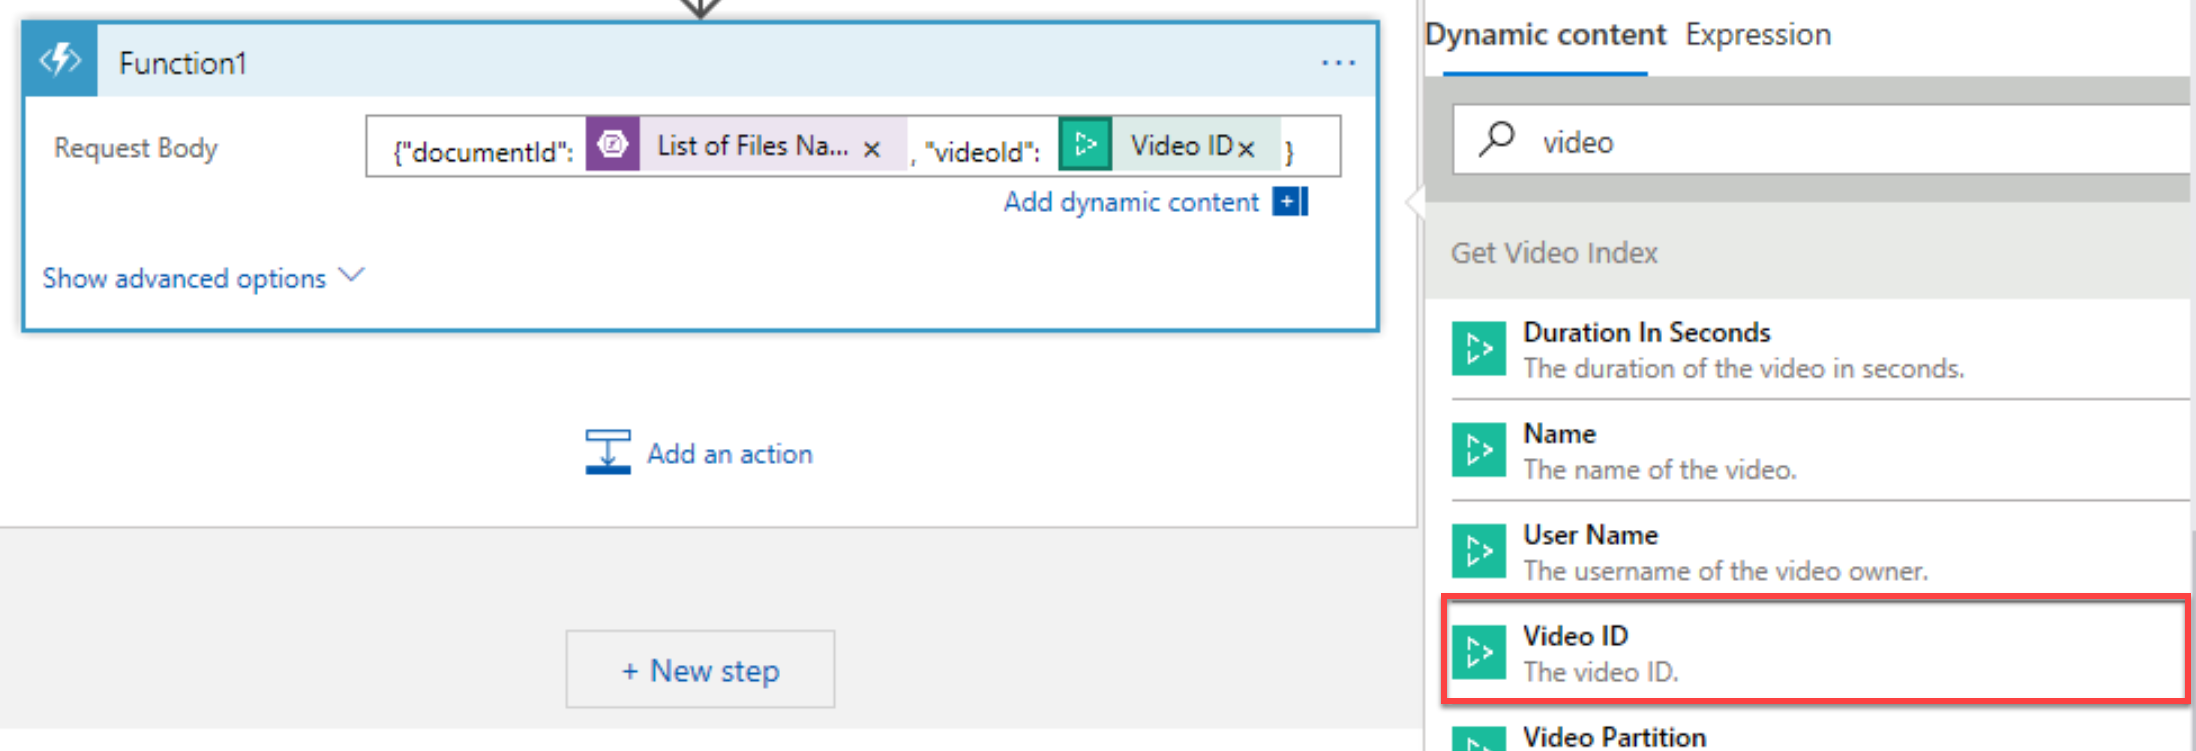 Function1
...
Request Body
{"documentId": List of Files Na... × , "videoId": Video ID × }
Add dynamic content +
Show advanced options
Add an action
+ New step
Dynamic content Expression
video
Get Video Index
Duration In Seconds
The duration of the video in seconds.
Name
The name of the video.
User Name
The username of the video owner.
Video ID
The video ID.
Video Partition